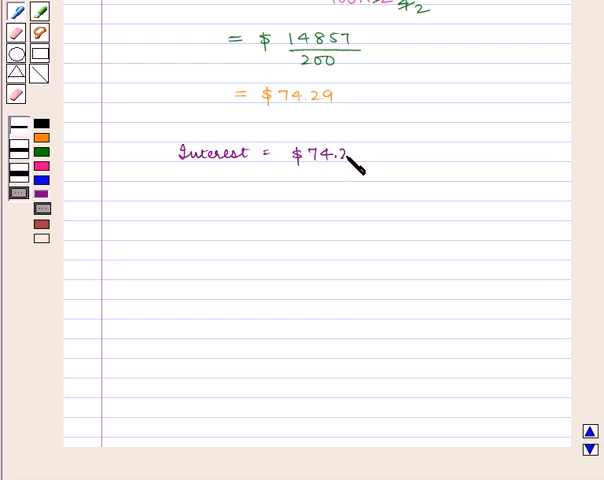 = $ 14857
200
= $74.29
Interest = $74.2